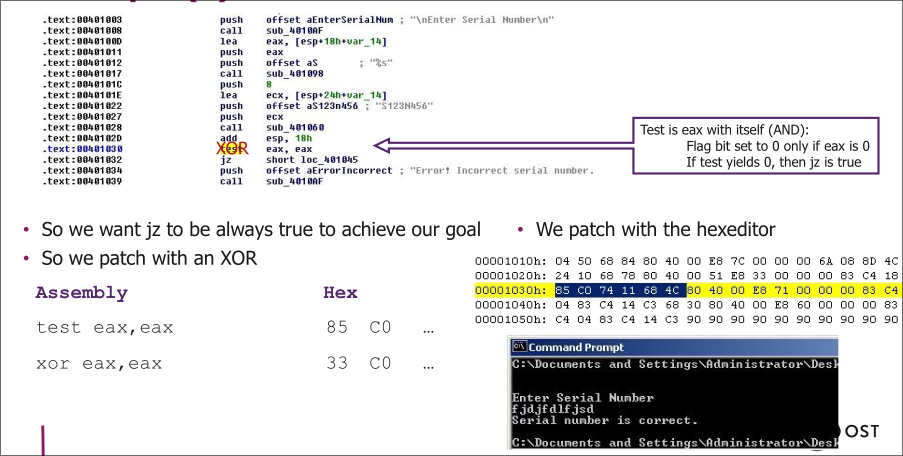 .text:00401003 push offset aEnterSerialNum ; "\nEnter Serial Number\n"
.text:00401008 call sub_4010AF
.text:0040100D lea eax, [esp+18h+var_14]
.text:00401011 push eax
.text:00401012 push offset aS ; "%s"
.text:00401017 call sub_401098
.text:0040101C push 8
.text:0040101E lea ecx, [esp+24h+var_14]
.text:00401022 push offset aS123n456 ; "S123N456"
.text:00401027 push ecx
.text:00401028 call sub_401060
.text:0040102D add esp, 18h
.text:00401030 XOR eax, eax
.text:00401032 jz short loc_401045
.text:00401034 push offset aErrorIncorrect ; "Error! Incorrect serial number.
.text:00401039 call sub_4010AF
Test is eax with itself (AND):
Flag bit set to 0 only if eax is 0
If test yields 0, then jz is true
• So we want jz to be always true to achieve our goal
• So we patch with an XOR
Assembly Hex
test eax,eax 85 C0 …
xor eax,eax 33 C0 …
• We patch with the hexeditor
00001010h: 04 50 68 84 80 40 00 E8 7C 00 00 00 6A 08 8D 4C
00001020h: 24 10 68 78 80 40 00 51 E8 33 00 00 00 83 C4 18
00001030h: 85 C0 74 11 68 4C 80 40 00 E8 71 00 00 00 83 C4
00001040h: 04 83 C4 14 C3 68 30 80 40 00 E8 60 00 00 00 83
00001050h: C4 04 83 C4 14 C3 90 90 90 90 90 90 90 90 90 90
Command Prompt
C:\Documents and Settings\Administrator\Desk
Enter Serial Number
fjdjfdlfjsd
Serial number is correct.
C:\Documents and Settings\Administrator\Desk
OST